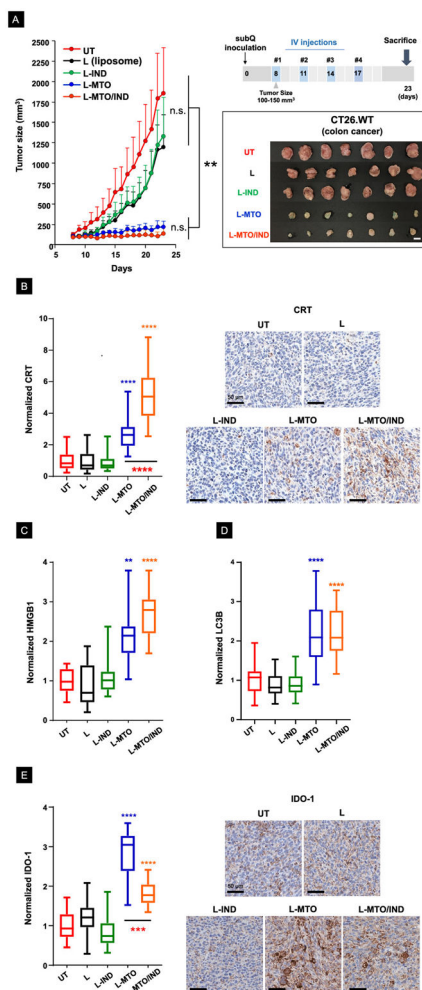 A
UT
L (liposome)
L-IND
L-MTO
L-MTO/IND
Tumor size (mm³)
2500
2250
2000
1750
1500
1250
1000
750
500
250
0
0 5 10 15 20 25
Days
n.s.
n.s.
**
subQ
inoculation
IV injections
Sacrifice
#1 #2 #3 #4
0 8 11 14 17
Tumor Size
100-150 mm³
23
(days)
CT26.WT
(colon cancer)
UT
L
L-IND
L-MTO
L-MTO/IND
B
Normalized CRT
10
8
6
4
2
0
****
****
****
UT
L
L-IND
L-MTO
L-MTO/IND
CRT
UT L
50 µm
L-IND L-MTO L-MTO/IND
C
Normalized HMGB1
4
3
2
1
0
**
****
UT
L
L-IND
L-MTO
L-MTO/IND
D
Normalized LC3B
4
3
2
1
0
****
****
UT
L
L-IND
L-MTO
L-MTO/IND
E
Normalized IDO-1
4
3
2
1
0
****
****
***
UT
L
L-IND
L-MTO
MTO/IND
IDO-1
UT L
50 µm
L-IND L-MTO L-MTO/IND